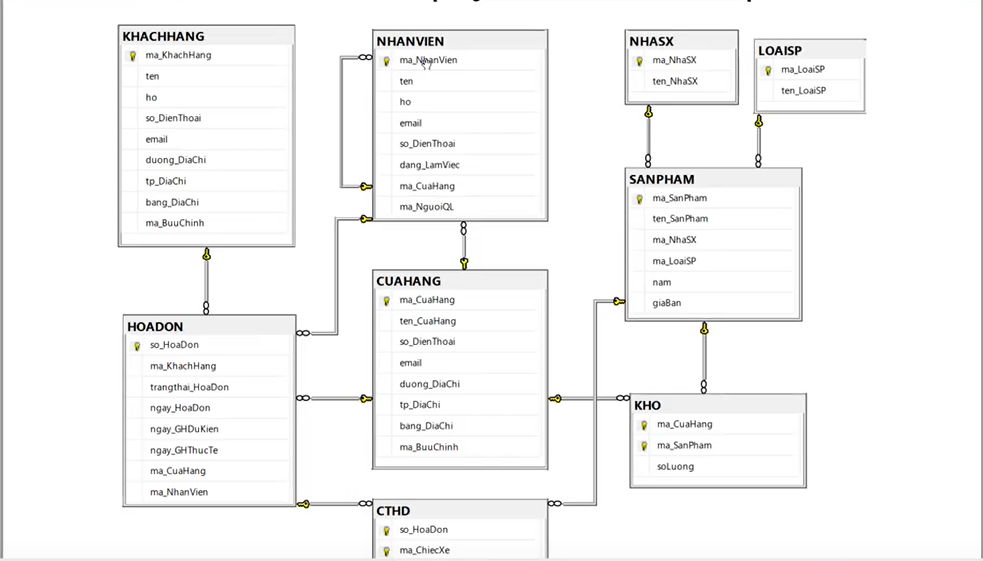 KHACHHANG
ma_KhachHang
ten
ho
so_DienThoai
email
duong_DiaChi
tp_DiaChi
bang_DiaChi
ma_BuuChinh
NHANVIEN
ma_NhanVien
ten
ho
email
so_DienThoai
dang_LamViec
ma_CuaHang
ma_NguoiQL
NHASX
ma_NhaSX
ten_NhaSX
LOAISP
ma_LoaiSP
ten_LoaiSP
SANPHAM
ma_SanPham
ten_SanPham
ma_NhaSX
ma_LoaiSP
nam
giaBan
CUAHANG
ma_CuaHang
ten_CuaHang
so_DienThoai
email
duong_DiaChi
tp_DiaChi
bang_DiaChi
ma_BuuChinh
HOADON
so_HoaDon
ma_KhachHang
trangthai_HoaDon
ngay_HoaDon
ngay_GHDuKien
ngay_GHThucTe
ma_CuaHang
ma_NhanVien
KHO
ma_CuaHang
ma_SanPham
soLuong
CTHD
so_HoaDon
ma_ChiecXe